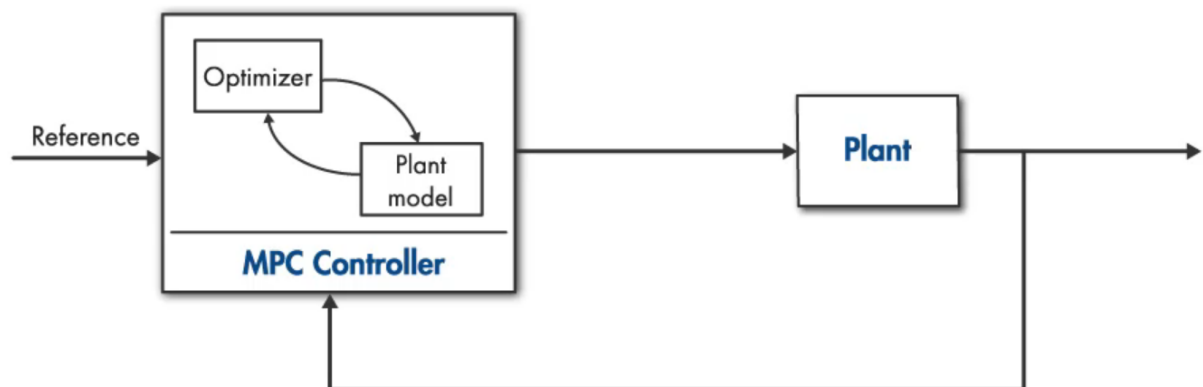 Optimizer
Reference
Plant
model
MPC Controller
Plant